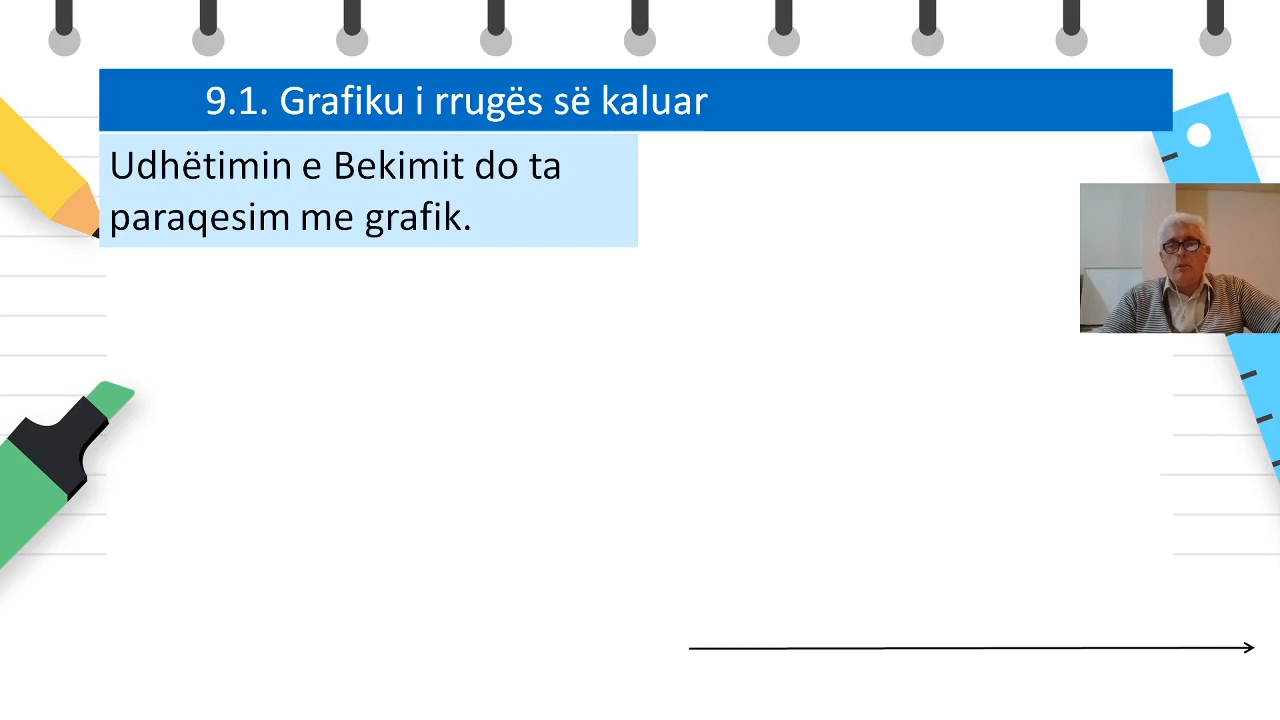 9.1. Grafiku i rrugës së kaluar
Udhëtimin e Bekimit do ta
paraqesim me grafik.